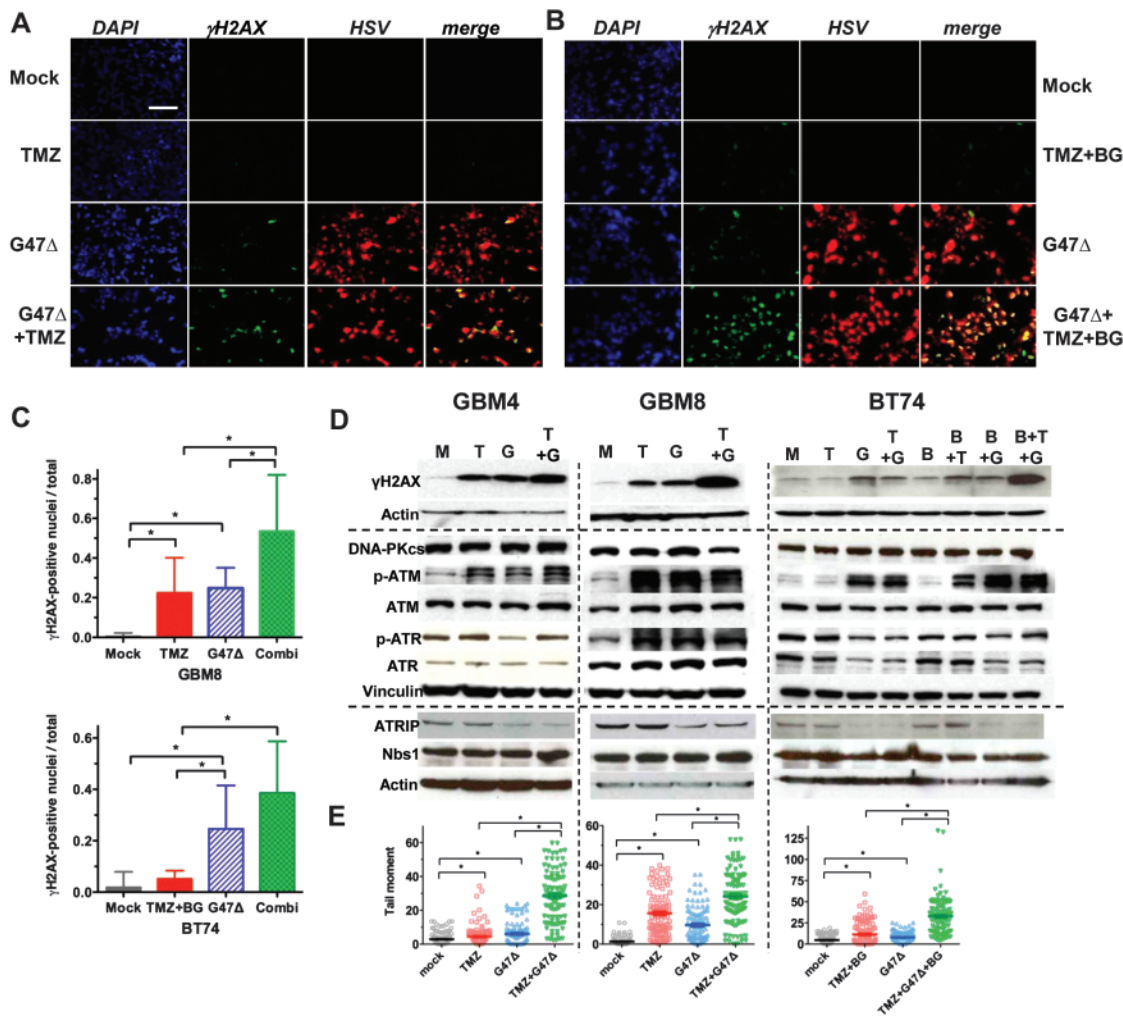 A
DAPI γH2AX HSV merge
Mock
TMZ
G47Δ
G47Δ
+TMZ
B
DAPI γH2AX HSV merge
Mock
TMZ+BG
G47Δ
G47Δ+
TMZ+BG
C
γH2AX-positive nuclei / total
0.8
0.6
0.4
0.2
0.0
Mock TMZ G47Δ Combi
GBM8
* * * *
γH2AX-positive nuclei / total
0.6
0.4
0.2
0.0
Mock TMZ+BG G47Δ Combi
BT74
* * *
D
GBM4 GBM8 BT74
M T G T
+G
M T G T
+G
M T G T
+G
B B
+T
B
+G
B+T
+G
γH2AX
Actin
DNA-PKcs
p-ATM
ATM
p-ATR
ATR
Vinculin
ATRIP
Nbs1
Actin
E
Tail moment
60
40
20
0
* * * *
mock TMZ G47Δ TMZ+G47Δ
60
40
20
0
* * * *
mock TMZ G47Δ TMZ+G47Δ
125
100
75
50
25
0
* * * *
mock TMZ+BG G47Δ TMZ+G47Δ+BG